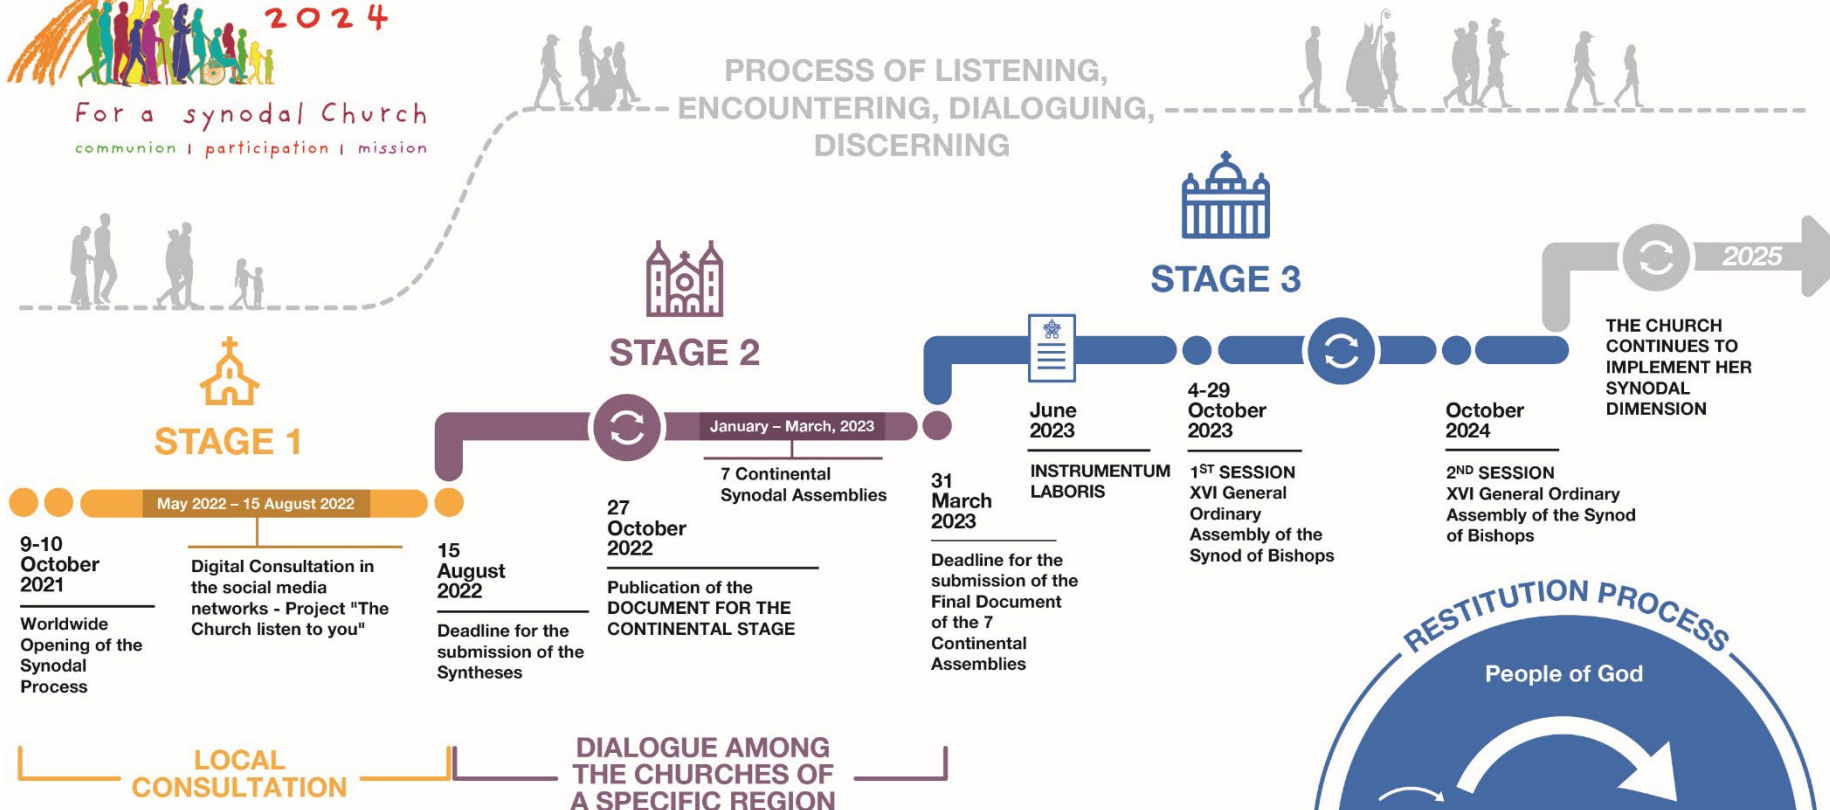 2024
For a synodal Church
communion | participation | mission
PROCESS OF LISTENING,
ENCOUNTERING, DIALOGUING,
DISCERNING
STAGE 1
May 2022 – 15 August 2022
9-10
October
2021
Worldwide
Opening of the
Synodal
Process
Digital Consultation in
the social media
networks - Project "The
Church listen to you"
15
August
2022
Deadline for the
submission of the
Syntheses
LOCAL
CONSULTATION
STAGE 2
January – March, 2023
27
October
2022
Publication of the
DOCUMENT FOR THE
CONTINENTAL STAGE
7 Continental
Synodal Assemblies
31
March
2023
Deadline for the
submission of the
Final Document
of the 7
Continental
Assemblies
DIALOGUE AMONG
THE CHURCHES OF
A SPECIFIC REGION
STAGE 3
June
2023
INSTRUMENTUM
LABORIS
4-29
October
2023
1ST SESSION
XVI General
Ordinary
Assembly of the
Synod of Bishops
October
2024
2ND SESSION
XVI General Ordinary
Assembly of the Synod
of Bishops
2025
THE CHURCH
CONTINUES TO
IMPLEMENT HER
SYNODAL
DIMENSION
RESTITUTION PROCESS
People of God